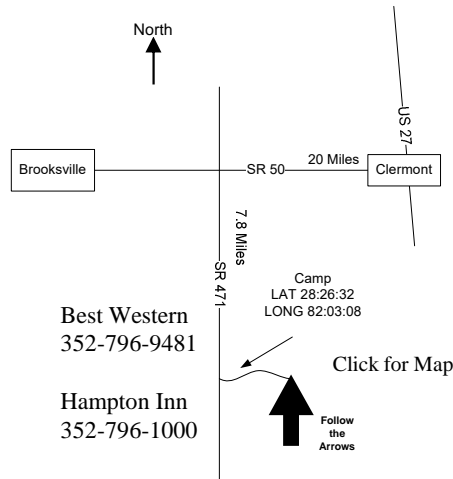 North
US 27
Brooksville
SR 50
20 Miles
Clermont
7.8 Miles
SR 471
Camp
LAT 28:26:32
LONG 82:03:08
Best Western
352-796-9481
Click for Map
Hampton Inn
352-796-1000
Follow
the
Arrows